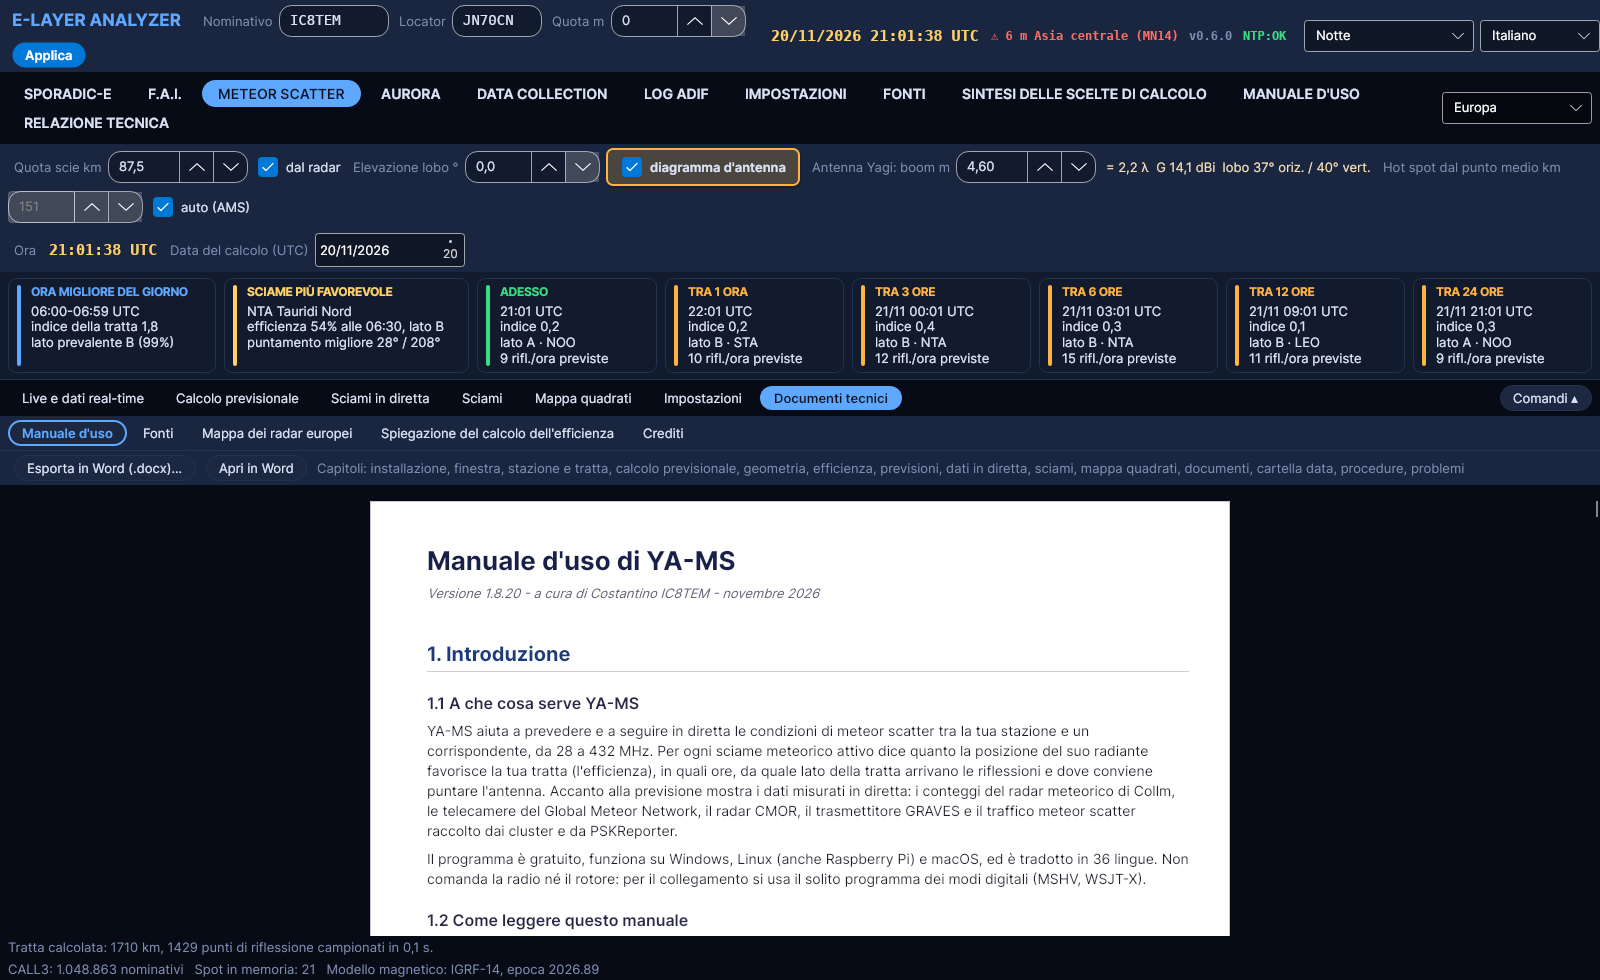 E-LAYER ANALYZER Nominativo IC8TEM Locator JN70CN Quota m 0
20/11/2026 21:01:38 UTC ⚠ 6 m Asia centrale (MN14) v0.6.0 NTP:OK Notte Italiano
Applica
SPORADIC-E F.A.I. METEOR SCATTER AURORA DATA COLLECTION LOG ADIF IMPOSTAZIONI FONTI SINTESI DELLE SCELTE DI CALCOLO MANUALE D'USO
RELAZIONE TECNICA
Europa
Quota scie km 87,5 dal radar Elevazione lobo ° 0,0 diagramma d'antenna Antenna Yagi: boom m 4,60 = 2,2 λ G 14,1 dBi lobo 37° oriz. / 40° vert. Hot spot dal punto medio km
151 auto (AMS)
Ora 21:01:38 UTC Data del calcolo (UTC) 20/11/2026 20
ORA MIGLIORE DEL GIORNO
06:00-06:59 UTC
indice della tratta 1,8
lato prevalente B (99%)
SCIAME PIÙ FAVOREVOLE
NTA Tauridi Nord
efficienza 54% alle 06:30, lato B
puntamento migliore 28° / 208°
ADESSO
21:01 UTC
indice 0,2
lato A · NOO
9 rifl./ora previste
TRA 1 ORA
22:01 UTC
indice 0,2
lato B · STA
10 rifl./ora previste
TRA 3 ORE
21/11 00:01 UTC
indice 0,4
lato B · NTA
12 rifl./ora previste
TRA 6 ORE
21/11 03:01 UTC
indice 0,3
lato B · NTA
15 rifl./ora previste
TRA 12 ORE
21/11 09:01 UTC
indice 0,1
lato B · LEO
11 rifl./ora previste
TRA 24 ORE
21/11 21:01 UTC
indice 0,3
lato A · NOO
9 rifl./ora previste
Live e dati real-time Calcolo previsionale Sciami in diretta Sciami Mappa quadrati Impostazioni Documenti tecnici Comandi ▴
Manuale d'uso Fonti Mappa dei radar europei Spiegazione del calcolo dell'efficienza Crediti
Esporta in Word (.docx)... Apri in Word Capitoli: installazione, finestra, stazione e tratta, calcolo previsionale, geometria, efficienza, previsioni, dati in diretta, sciami, mappa quadrati, documenti, cartella data, procedure, problemi
Manuale d'uso di YA-MS
Versione 1.8.20 - a cura di Costantino IC8TEM - novembre 2026
1. Introduzione
1.1 A che cosa serve YA-MS
YA-MS aiuta a prevedere e a seguire in diretta le condizioni di meteor scatter tra la tua stazione e un
corrispondente, da 28 a 432 MHz. Per ogni sciame meteorico attivo dice quanto la posizione del suo radiante
favorisce la tua tratta (l'efficienza), in quali ore, da quale lato della tratta arrivano le riflessioni e dove conviene
puntare l'antenna. Accanto alla previsione mostra i dati misurati in diretta: i conteggi del radar meteorico di Collm,
le telecamere del Global Meteor Network, il radar CMOR, il trasmettitore GRAVES e il traffico meteor scatter
raccolto dai cluster e da PSKReporter.
Il programma è gratuito, funziona su Windows, Linux (anche Raspberry Pi) e macOS, ed è tradotto in 36 lingue. Non
comanda la radio né il rotore: per il collegamento si usa il solito programma dei modi digitali (MSHV, WSJT-X).
1.2 Come leggere questo manuale
Tratta calcolata: 1710 km, 1429 punti di riflessione campionati in 0,1 s.
CALL3: 1.048.863 nominativi Spot in memoria: 21 Modello magnetico: IGRF-14, epoca 2026.89